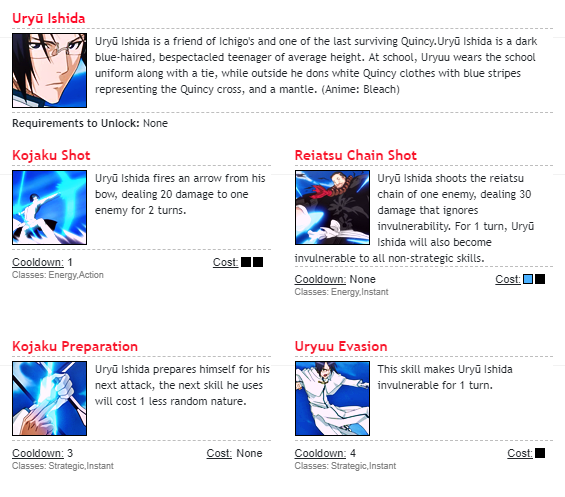 Uryū Ishida
Uryū Ishida is a friend of Ichigo's and one of the last surviving Quincy.Uryū Ishida is a dark
blue-haired, bespectacled teenager of average height. At school, Uryuu wears the school
uniform along with a tie, while outside he dons white Quincy clothes with blue stripes
representing the Quincy cross, and a mantle. (Anime: Bleach)
Requirements to Unlock: None
Kojaku Shot
Uryū Ishida fires an arrow from his
bow, dealing 20 damage to one
enemy for 2 turns.
Cooldown: 1 Cost:
Classes: Energy,Action
Reiatsu Chain Shot
Uryū Ishida shoots the reiatsu
chain of one enemy, dealing 30
damage that ignores
invulnerability. For 1 turn, Uryū
Ishida will also become
invulnerable to all non-strategic skills.
Cooldown: None Cost:
Classes: Energy,Instant
Kojaku Preparation
Uryū Ishida prepares himself for his
next attack, the next skill he uses
will cost 1 less random nature.
Cooldown: 3 Cost: None
Classes: Strategic,Instant
Uryuu Evasion
This skill makes Uryū Ishida
invulnerable for 1 turn.
Cooldown: 4 Cost:
Classes: Strategic,Instant